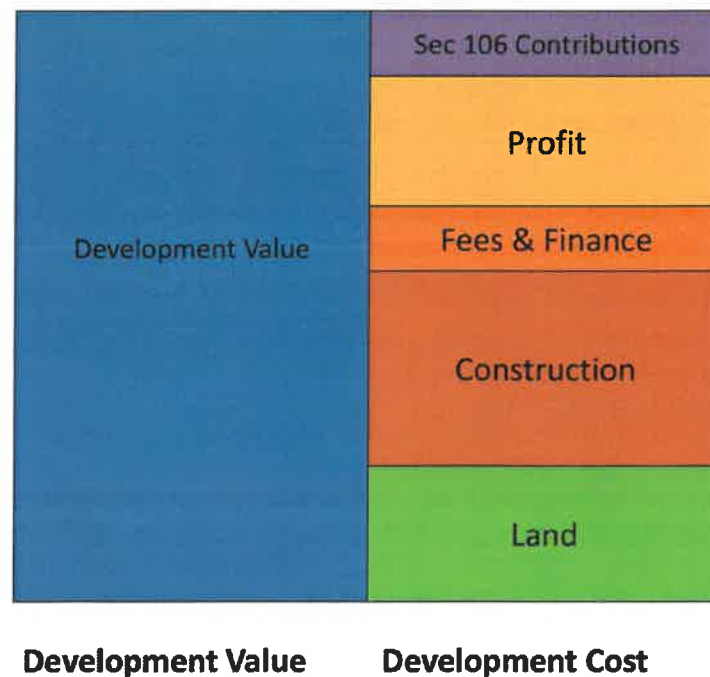 Sec 106 Contributions
Profit
Development Value
Fees & Finance
Construction
Land
Development Value
Development Cost